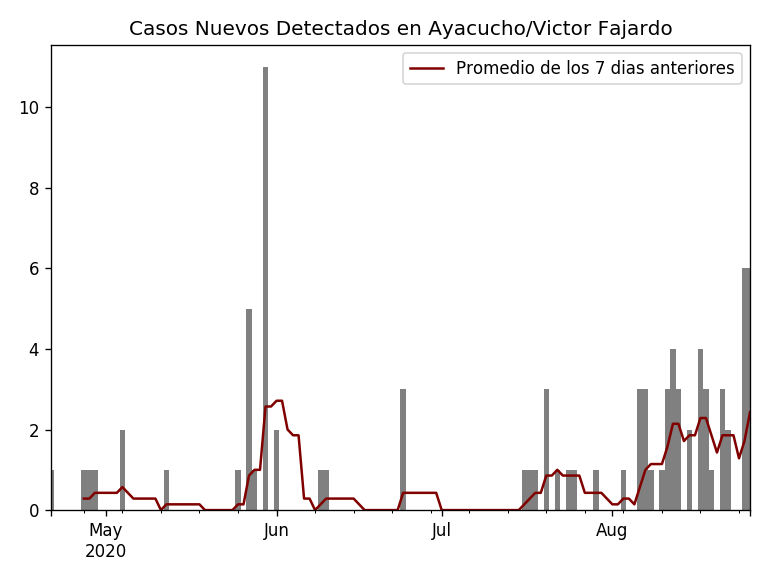 Casos Nuevos Detectados en Ayacucho/Victor Fajardo
Promedio de los 7 dias anteriores
10
8
6
4
2
0
May Jun Jul Aug
2020